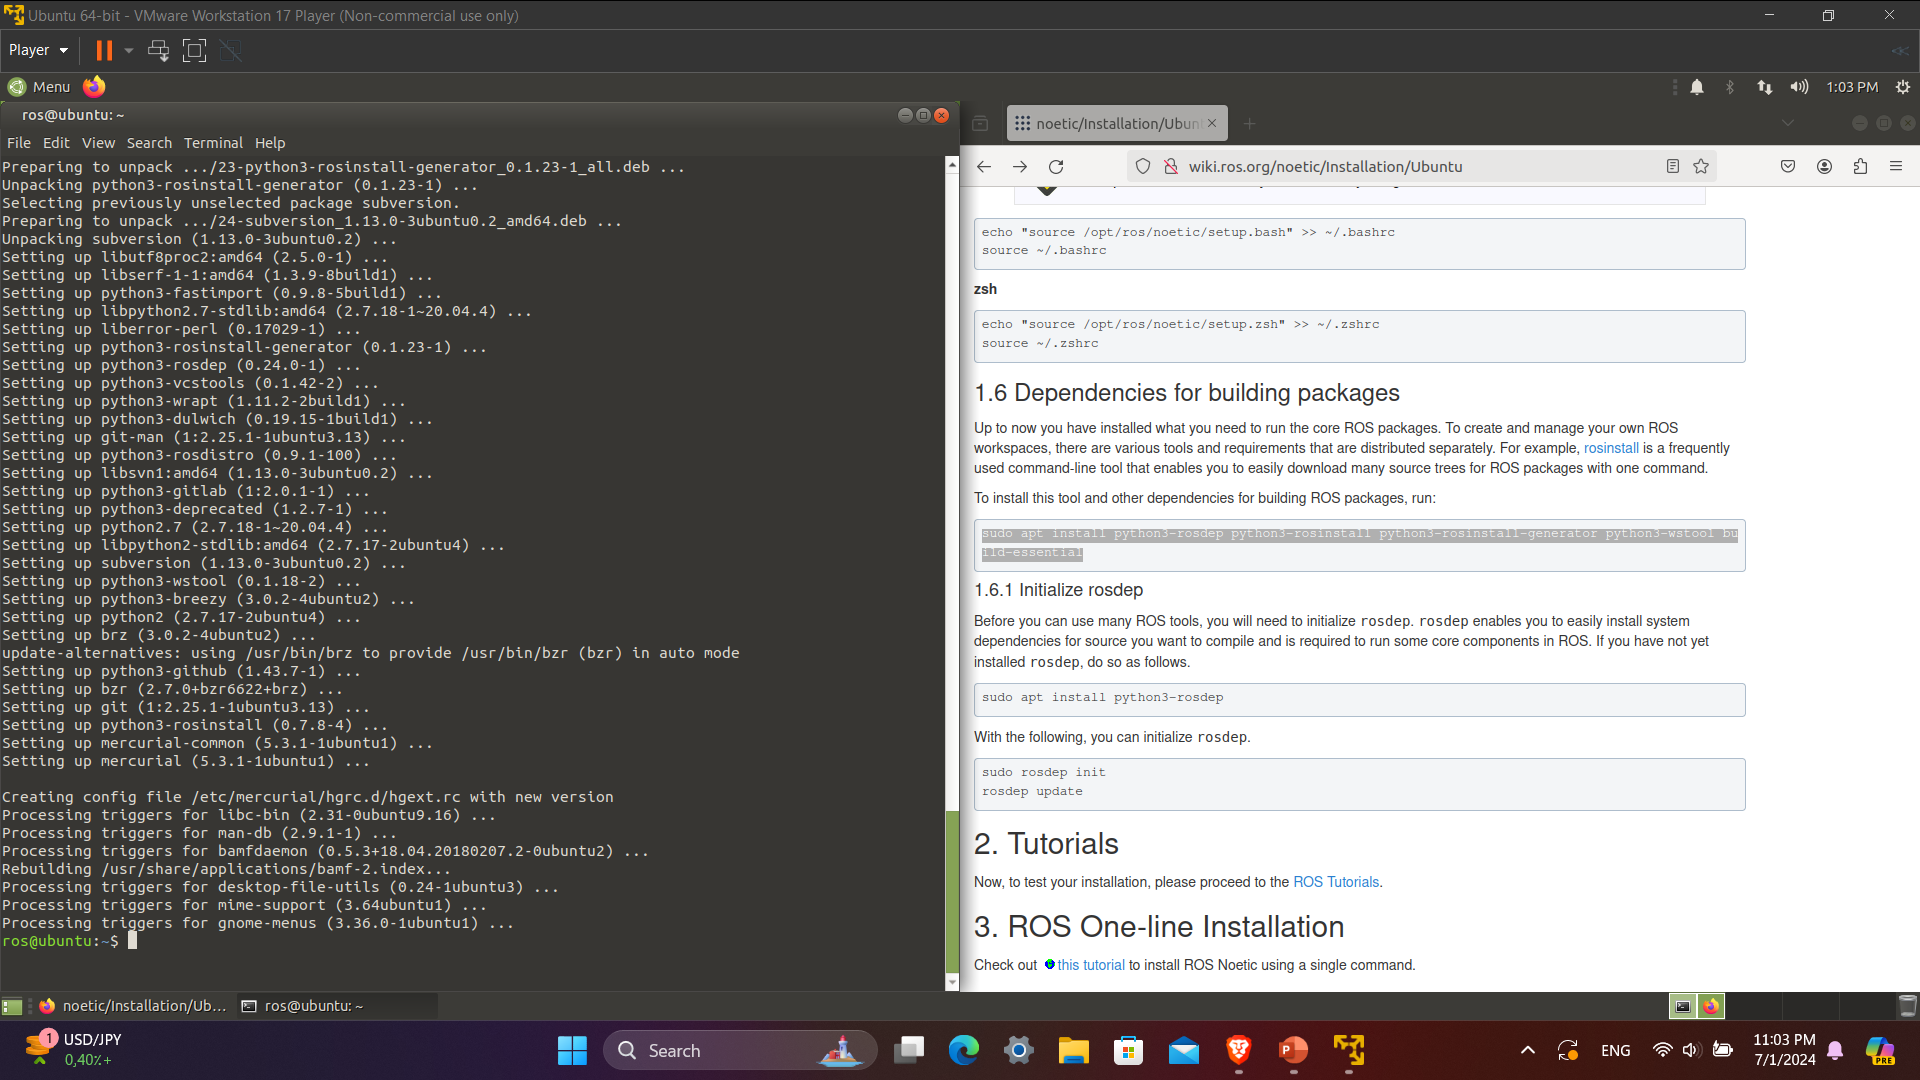 Ubuntu 64-bit - VMware Workstation 17 Player (Non-commercial use only)
Player
Menu
1:03 PM
ros@ubuntu: ~
File Edit View Search Terminal Help
Preparing to unpack .../23-python3-rosinstall-generator_0.1.23-1_all.deb ...
Unpacking python3-rosinstall-generator (0.1.23-1) ...
Selecting previously unselected package subversion.
Preparing to unpack .../24-subversion_1.13.0-3ubuntu0.2_amd64.deb ...
Unpacking subversion (1.13.0-3ubuntu0.2) ...
Setting up libutf8proc2:amd64 (2.5.0-1) ...
Setting up libserf-1-1:amd64 (1.3.9-8build1) ...
Setting up python3-fastimport (0.9.8-5build1) ...
Setting up libpython2.7-stdlib:amd64 (2.7.18-1~20.04.4) ...
Setting up liberror-perl (0.17029-1) ...
Setting up python3-rosinstall-generator (0.1.23-1) ...
Setting up python3-rosdep (0.24.0-1) ...
Setting up python3-vcstools (0.1.42-2) ...
Setting up python3-wrapt (1.11.2-2build1) ...
Setting up python3-dulwich (0.19.15-1build1) ...
Setting up git-man (1:2.25.1-1ubuntu3.13) ...
Setting up python3-rosdistro (0.9.1-100) ...
Setting up libsvn1:amd64 (1.13.0-3ubuntu0.2) ...
Setting up python3-gitlab (1:2.0.1-1) ...
Setting up python3-deprecated (1.2.7-1) ...
Setting up python2.7 (2.7.18-1~20.04.4) ...
Setting up libpython2-stdlib:amd64 (2.7.17-2ubuntu4) ...
Setting up subversion (1.13.0-3ubuntu0.2) ...
Setting up python3-wstool (0.1.18-2) ...
Setting up python3-breezy (3.0.2-4ubuntu2) ...
Setting up python2 (2.7.17-2ubuntu4) ...
Setting up brz (3.0.2-4ubuntu2) ...
update-alternatives: using /usr/bin/brz to provide /usr/bin/bzr (bzr) in auto mode
Setting up python3-github (1.43.7-1) ...
Setting up bzr (2.7.0+bzr6622+brz) ...
Setting up git (1:2.25.1-1ubuntu3.13) ...
Setting up python3-rosinstall (0.7.8-4) ...
Setting up mercurial-common (5.3.1-1ubuntu1) ...
Setting up mercurial (5.3.1-1ubuntu1) ...
Creating config file /etc/mercurial/hgrc.d/hgext.rc with new version
Processing triggers for libc-bin (2.31-0ubuntu9.16) ...
Processing triggers for man-db (2.9.1-1) ...
Processing triggers for bamfdaemon (0.5.3+18.04.20180207.2-0ubuntu2) ...
Rebuilding /usr/share/applications/bamf-2.index...
Processing triggers for desktop-file-utils (0.24-1ubuntu3) ...
Processing triggers for mime-support (3.64ubuntu1) ...
Processing triggers for gnome-menus (3.36.0-1ubuntu1) ...
ros@ubuntu:~$
noetic/Installation/Ubun
wiki.ros.org/noetic/Installation/Ubuntu
echo "source /opt/ros/noetic/setup.bash" >> ~/.bashrc
source ~/.bashrc
zsh
echo "source /opt/ros/noetic/setup.zsh" >> ~/.zshrc
source ~/.zshrc
1.6 Dependencies for building packages
Up to now you have installed what you need to run the core ROS packages. To create and manage your own ROS
workspaces, there are various tools and requirements that are distributed separately. For example, rosinstall is a frequently
used command-line tool that enables you to easily download many source trees for ROS packages with one command.
To install this tool and other dependencies for building ROS packages, run:
sudo apt install python3-rosdep python3-rosinstall python3-rosinstall-generator python3-wstool bu
ild-essential
1.6.1 Initialize rosdep
Before you can use many ROS tools, you will need to initialize rosdep. rosdep enables you to easily install system
dependencies for source you want to compile and is required to run some core components in ROS. If you have not yet
installed rosdep, do so as follows.
sudo apt install python3-rosdep
With the following, you can initialize rosdep.
sudo rosdep init
rosdep update
2. Tutorials
Now, to test your installation, please proceed to the ROS Tutorials.
3. ROS One-line Installation
Check out this tutorial to install ROS Noetic using a single command.
noetic/Installation/Ub...
ros@ubuntu: ~
1
USD/JPY
0,40%+
Search
ENG
11:03 PM
7/1/2024
PRE